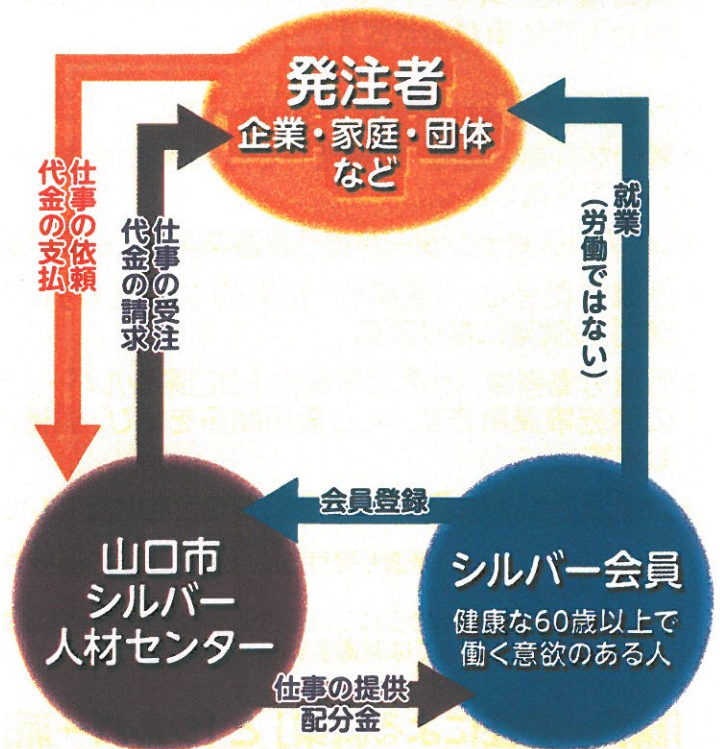 発注者
企業・家庭・団体
など
仕事の依頼
代金の支払
仕事の受注
代金の請求
就業
(労働ではない)
会員登録
山口市
シルバー
人材センター
シルバー会員
健康な60歳以上で
働く意欲のある人
仕事の提供
配分金